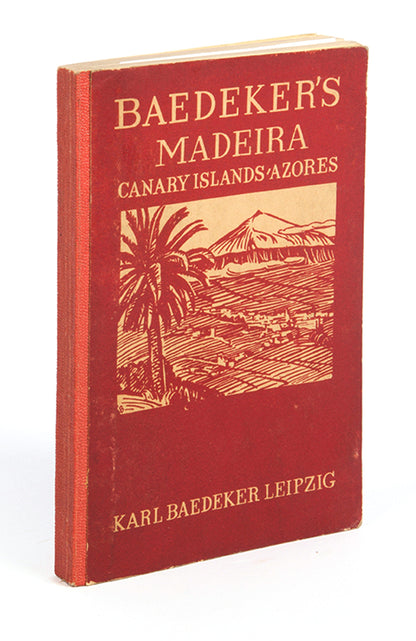 BAEDEKER'S
MADEIRA
CANARY ISLANDS·AZORES
KARL BAEDEKER LEIPZIG